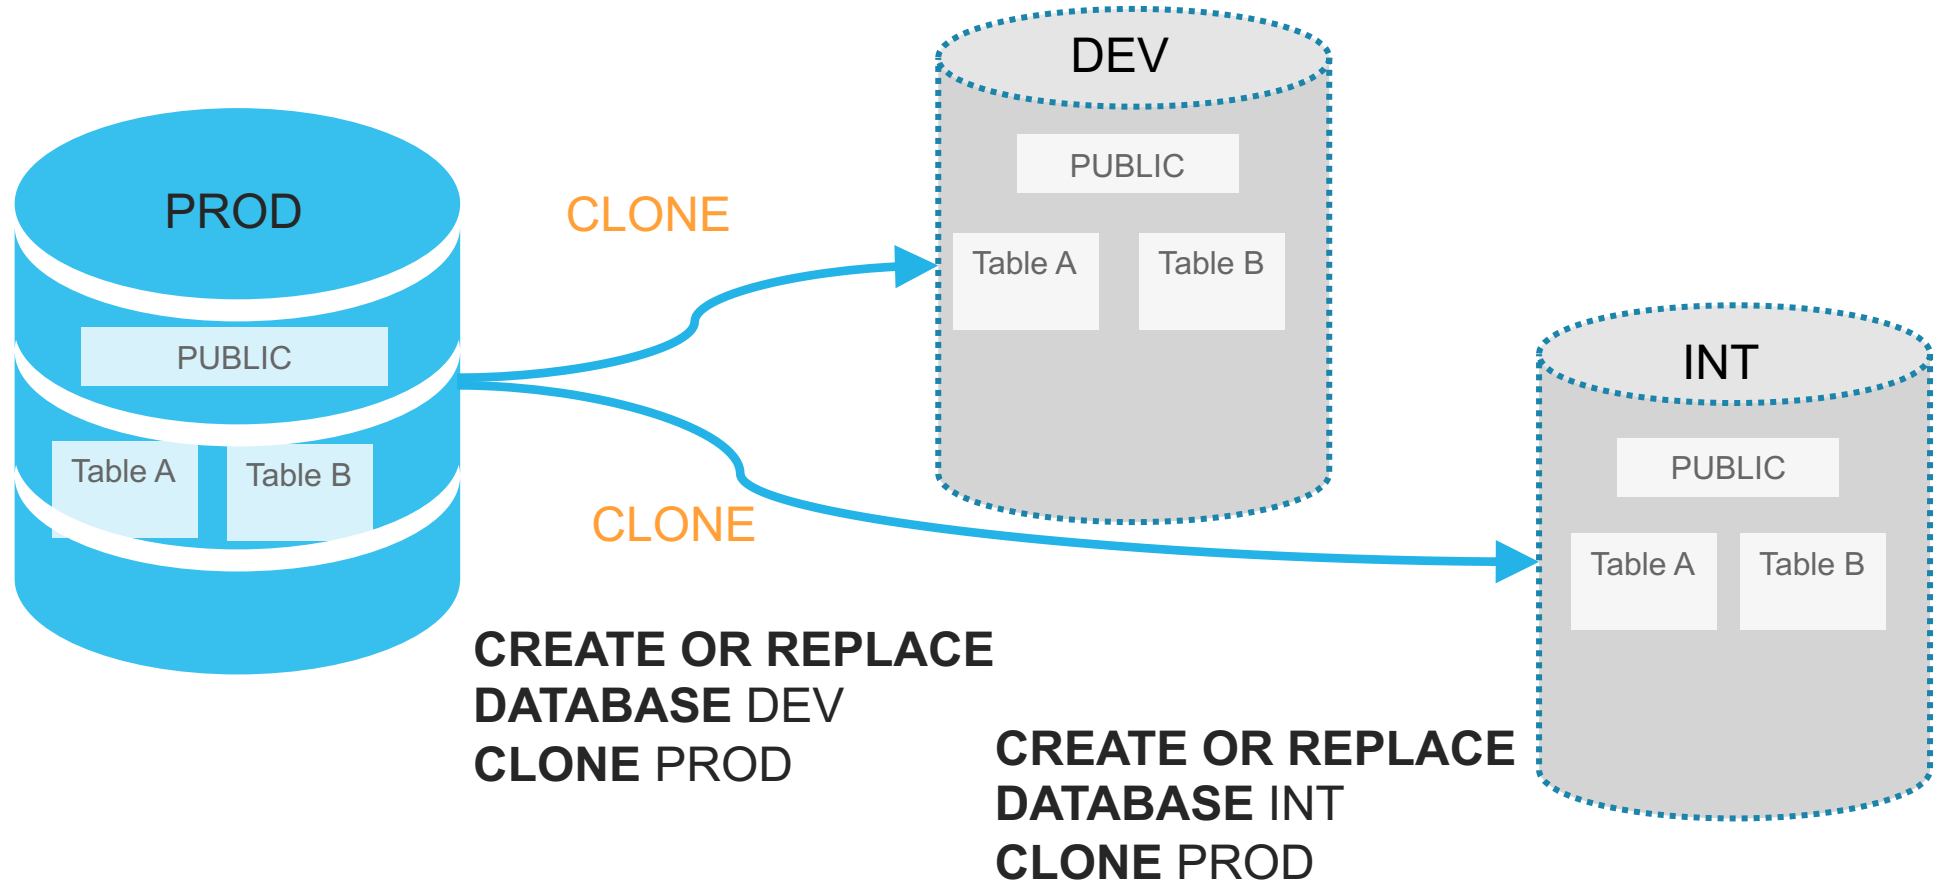 PROD
PUBLIC
Table A
Table B
CLONE
CLONE
DEV
PUBLIC
Table A
Table B
INT
PUBLIC
Table A
Table B
CREATE OR REPLACE
DATABASE DEV
CLONE PROD
CREATE OR REPLACE
DATABASE INT
CLONE PROD